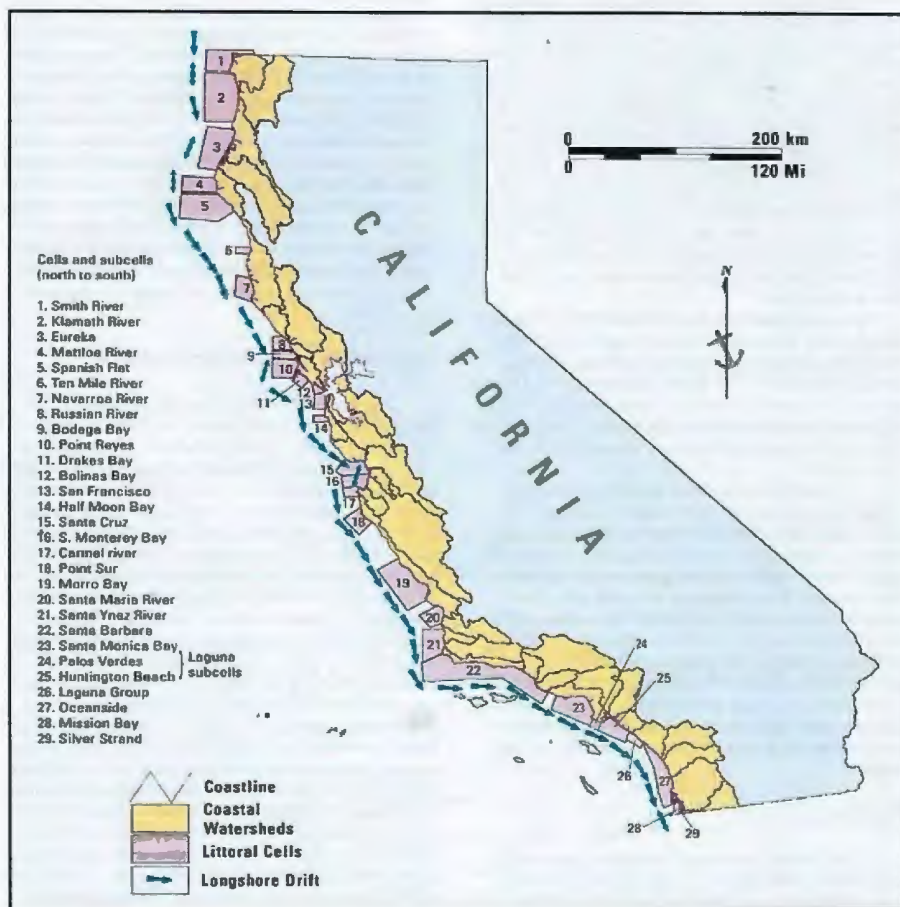 1
2
3
4
5
6
7
8
9
10
11
12
13
14
15
16
17
18
19
20
21
22
23
24
25
26
27
28
29
CALIFORNIA
0 200 km
0 120 Mi
N
Cells and subcells
(north to south)
1. Smith River
2. Klamath River
3. Eureka
4. Mattloa River
5. Spanish Flat
6. Ten Mile River
7. Navarroa River
8. Russian River
9. Bodega Bay
10. Point Reyes
11. Drakes Bay
12. Bolinas Bay
13. San Francisco
14. Half Moon Bay
15. Santa Cruz
16. S. Monterey Bay
17. Carmel river
18. Point Sur
19. Morro Bay
20. Santa Maria River
21. Santa Ynez River
22. Santa Barbara
23. Santa Monica Bay
24. Palos Verdes
25. Huntington Beach
Laguna
subcells
26. Laguna Group
27. Oceanside
28. Mission Bay
29. Silver Strand
Coastline
Coastal
Watersheds
Littoral Cells
Longshore Drift